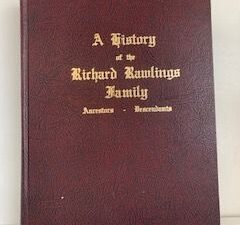 A History
of the
Richard Rawlings
Family
Ancestors - Descendants